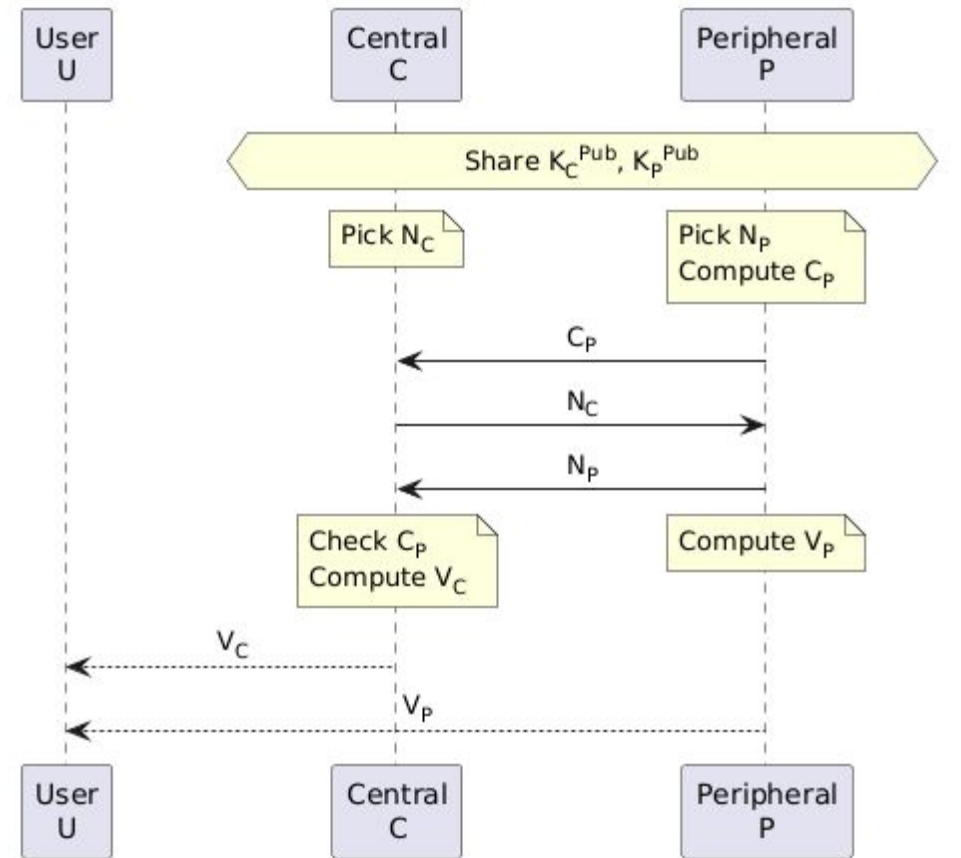 User
U
Central
C
Peripheral
P
Share K_C^Pub, K_P^Pub
Pick N_C
Pick N_P
Compute C_P
C_P
N_C
N_P
Check C_P
Compute V_C
Compute V_P
V_C
V_P
User
U
Central
C
Peripheral
P